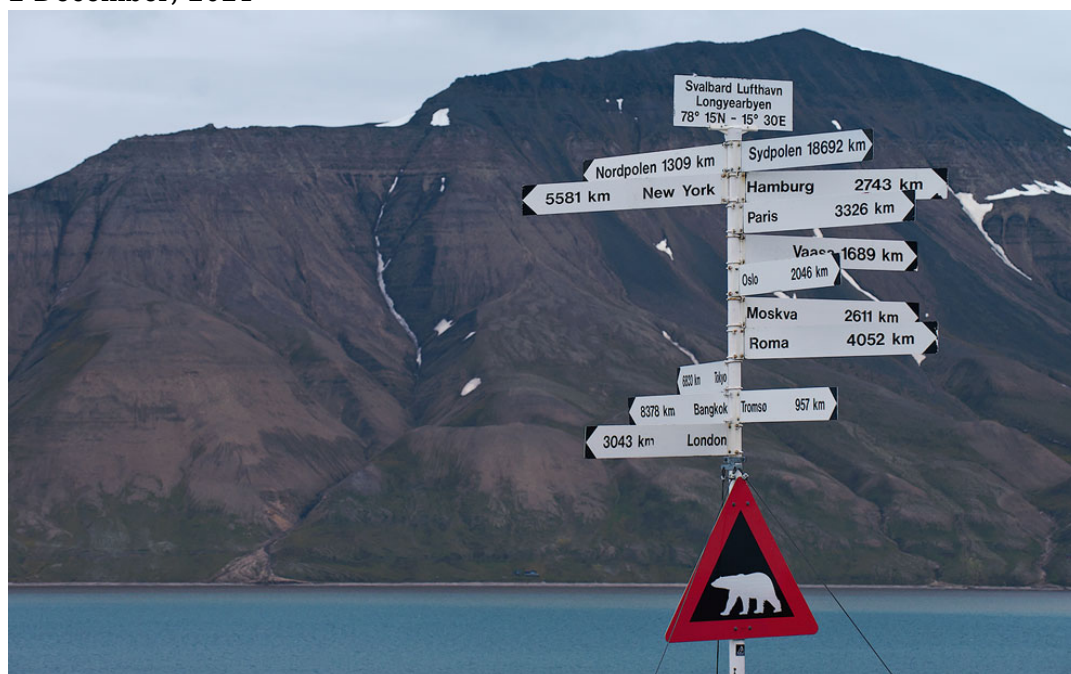 Svalbard Lufthavn
Longyearbyen
78° 15N - 15° 30E
Nordpolen 1309 km
Sydpolen 18692 km
5581 km New York
Hamburg 2743 km
Paris 3326 km
Vaasa 1689 km
Oslo 2046 km
Moskva 2611 km
Roma 4052 km
6830 km Tokyo
8378 km Bangkok
Tromsø 957 km
3043 km London